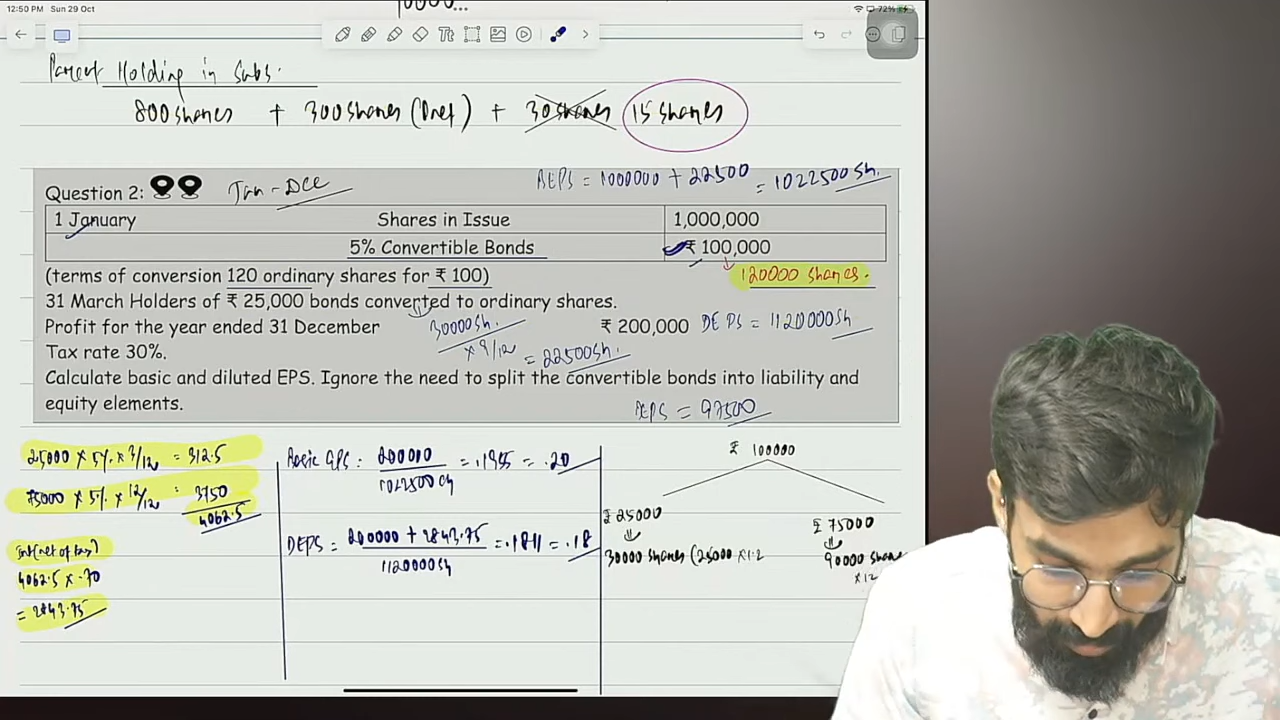 12:50 PM Sun 29 Oct
72%
Parent Holding in Subs.
800 shares + 300 shares (Pref) + 30 shares 15 shares
Question 2: Jan - Dec
BEPS = 1000000 + 22500 = 1022500 sh.
1 January Shares in Issue 1,000,000
5% Convertible Bonds ₹ 100,000
(terms of conversion 120 ordinary shares for ₹ 100) 120000 shares.
31 March Holders of ₹ 25,000 bonds converted to ordinary shares.
Profit for the year ended 31 December ₹ 200,000
30000 sh.
DEPS = 1120000 sh
× 9/12 = 22500 sh.
Tax rate 30%.
Calculate basic and diluted EPS. Ignore the need to split the convertible bonds into liability and
equity elements.
= 97500
25000 × 5% × 3/12 = 312.5
75000 × 5% × 12/12 = 3750
4062.5
Int (net of tax)
4062.5 × .70
= 2843.75
Basic EPS : 200000 = .1955 = .20
1022500 sh
DEPS = 200000 + 2843.75 = .1811 = .18
1120000 sh
₹ 100000
₹ 25000
30000 shares (25000 × 1.2
₹ 75000
90000 share